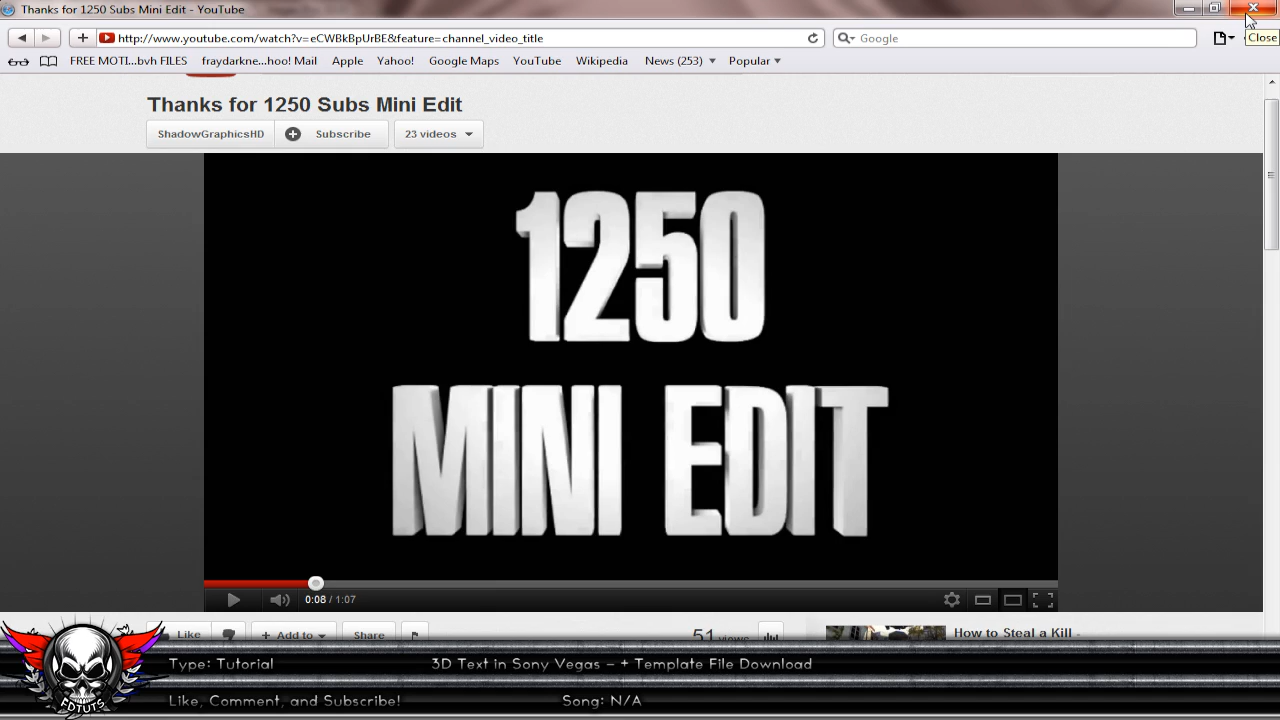 Thanks for 1250 Subs Mini Edit - YouTube
http://www.youtube.com/watch?v=eCWBkBpUrBE&feature=channel_video_title
Google
Close
FREE MOTI...bvh FILES fraydarkne...hoo! Mail Apple Yahoo! Google Maps YouTube Wikipedia News (253) Popular
Thanks for 1250 Subs Mini Edit
ShadowGraphicsHD Subscribe 23 videos
1250
MINI EDIT
0:08 / 1:07
Like Add to Share 51 views
How to Steal a Kill -
Type: Tutorial 3D Text in Sony Vegas – + Template File Download
Like, Comment, and Subscribe! Song: N/A
FDTUTS